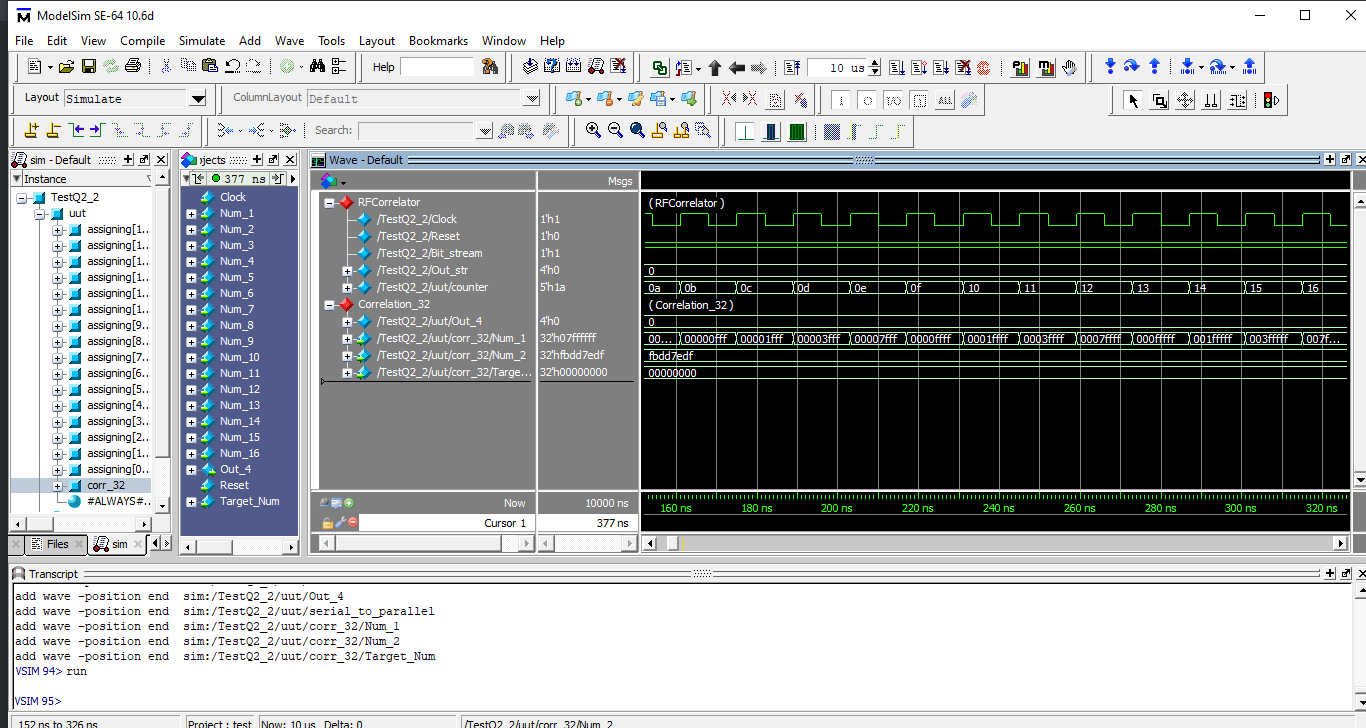 ModelSim SE-64 10.6d
File Edit View Compile Simulate Add Wave Tools Layout Bookmarks Window Help
Help
10 us
Layout Simulate
ColumnLayout Default
ALL
Search:
sim - Default
Instance
TestQ2_2
uut
assigning[1...
assigning[1...
assigning[1...
assigning[1...
assigning[1...
assigning[1...
assigning[9...
assigning[8...
assigning[7...
assigning[6...
assigning[5...
assigning[4...
assigning[3...
assigning[2...
assigning[1...
assigning[0...
corr_32
#ALWAYS#...
Files
sim
ojects
377 ns
Clock
Num_1
Num_2
Num_3
Num_4
Num_5
Num_6
Num_7
Num_8
Num_9
Num_10
Num_11
Num_12
Num_13
Num_14
Num_15
Num_16
Out_4
Reset
Target_Num
Wave - Default
Msgs
RFCorrelator
( RFCorrelator )
/TestQ2_2/Clock 1'h1
/TestQ2_2/Reset 1'h0
/TestQ2_2/Bit_stream 1'h1
/TestQ2_2/Out_str 4'h0 0
/TestQ2_2/uut/counter 5'h1a 0a 0b 0c 0d 0e 0f 10 11 12 13 14 15 16
Correlation_32 ( Correlation_32 )
/TestQ2_2/uut/Out_4 4'h0 0
/TestQ2_2/uut/corr_32/Num_1 32'h07ffffff 00... 00000fff 00001fff 00003fff 00007fff 0000ffff 0001ffff 0003ffff 0007ffff 000fffff 001fffff 003fffff 007f...
/TestQ2_2/uut/corr_32/Num_2 32'hfbdd7edf fbdd7edf
/TestQ2_2/uut/corr_32/Targe... 32'h00000000 00000000
Now 10000 ns 160 ns 180 ns 200 ns 220 ns 240 ns 260 ns 280 ns 300 ns 320 ns
Cursor 1 377 ns
Transcript
add wave -position end sim:/TestQ2_2/uut/Out_4
add wave -position end sim:/TestQ2_2/uut/serial_to_parallel
add wave -position end sim:/TestQ2_2/uut/corr_32/Num_1
add wave -position end sim:/TestQ2_2/uut/corr_32/Num_2
add wave -position end sim:/TestQ2_2/uut/corr_32/Target_Num
VSIM 94> run
VSIM 95>
152 ns to 326 ns Project : test Now: 10 us Delta: 0 /TestQ2_2/uut/corr_32/Num_2